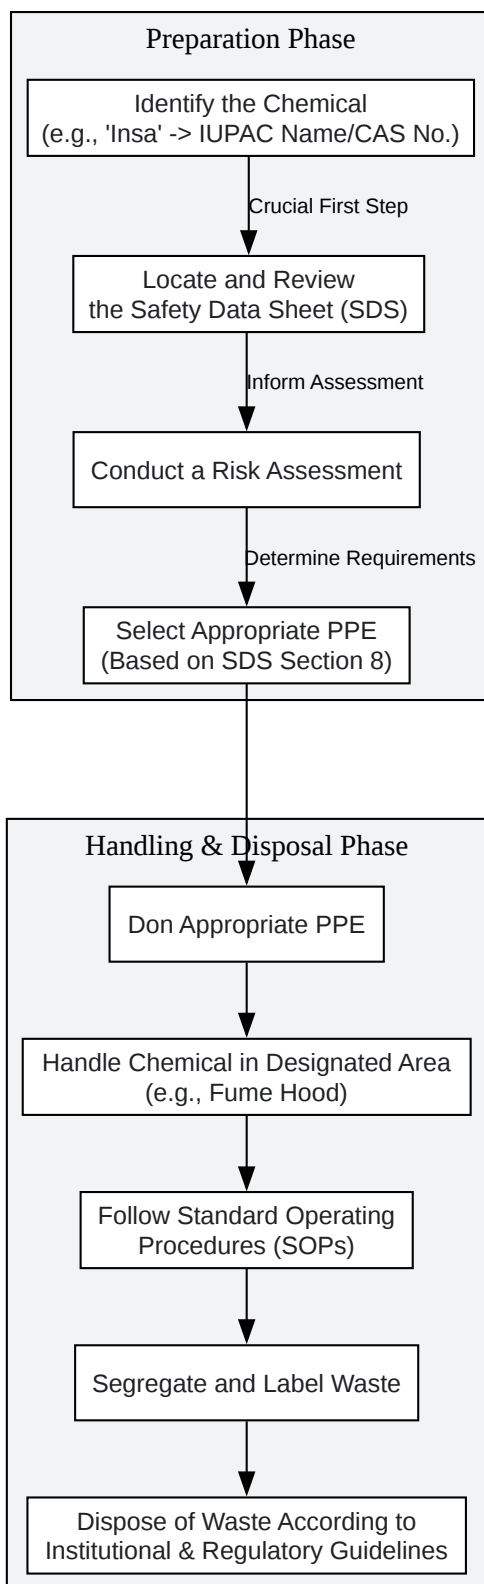 Preparation Phase
Identify the Chemical
(e.g., 'Insa' -> IUPAC Name/CAS No.)
Crucial First Step
Locate and Review
the Safety Data Sheet (SDS)
Inform Assessment
Conduct a Risk Assessment
Determine Requirements
Select Appropriate PPE
(Based on SDS Section 8)
Handling & Disposal Phase
Don Appropriate PPE
Handle Chemical in Designated Area
(e.g., Fume Hood)
Follow Standard Operating
Procedures (SOPs)
Segregate and Label Waste
Dispose of Waste According to
Institutional & Regulatory Guidelines